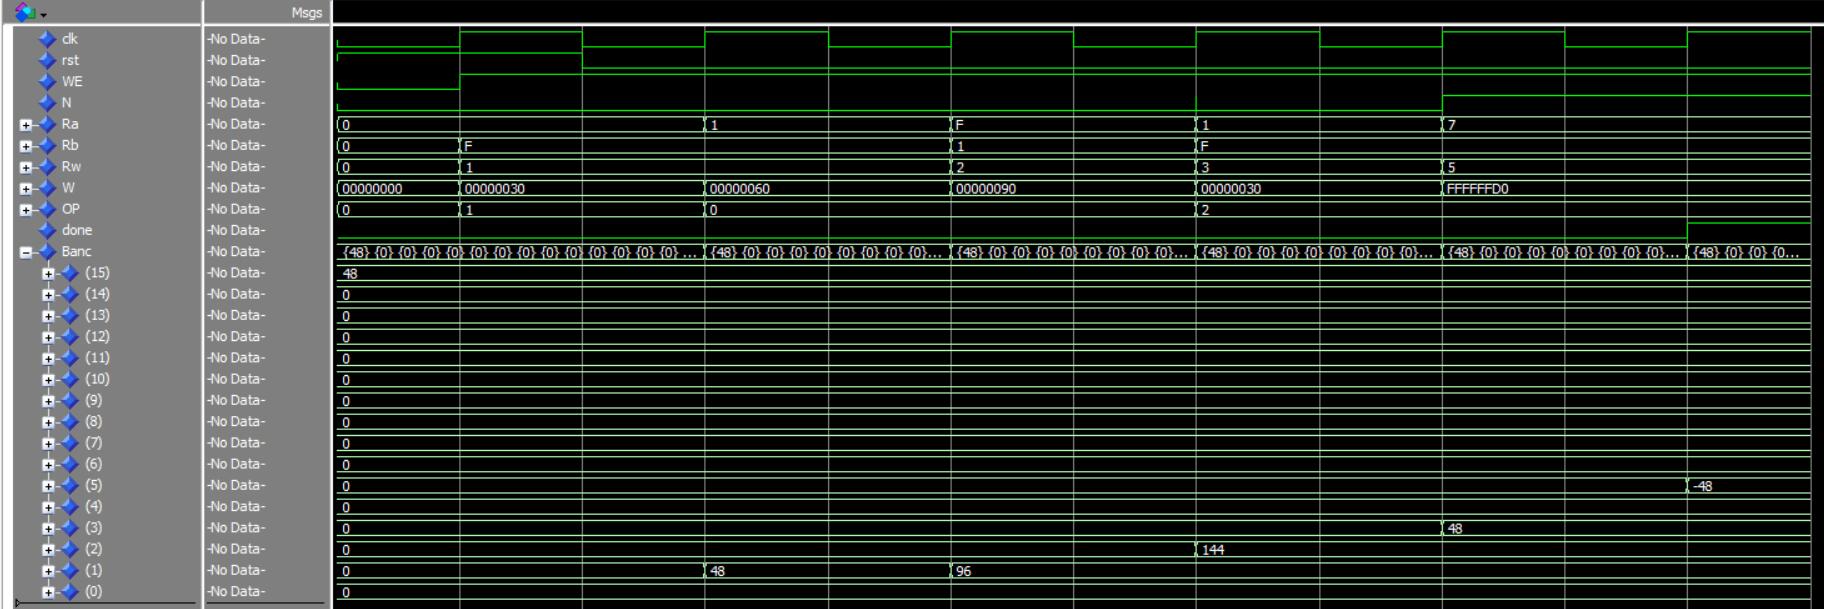 Msgs
clk -No Data-
rst -No Data-
WE -No Data-
N -No Data-
Ra -No Data- 0 1 F 1 7
Rb -No Data- 0 F 1 F
Rw -No Data- 0 1 2 3 5
W -No Data- 00000000 00000030 00000060 00000090 00000030 FFFFFFD0
OP -No Data- 0 1 0 2
done -No Data-
Banc -No Data- {48} {0} {0} {0} {0} {0} {0} {0} {0} {0} {0} {0} {0} {0} ... {48} {0} {0} {0} {0} {0} {0} {0} {0} {0}... {48} {0} {0} {0} {0} {0} {0} {0} {0} {0}... {48} {0} {0} {0} {0} {0} {0} {0} {0} {0}... {48} {0} {0} {0} {0} {0} {0} {0} {0} {0}... {48} {0} {0} {0...
(15) -No Data- 48
(14) -No Data- 0
(13) -No Data- 0
(12) -No Data- 0
(11) -No Data- 0
(10) -No Data- 0
(9) -No Data- 0
(8) -No Data- 0
(7) -No Data- 0
(6) -No Data- 0
(5) -No Data- 0 -48
(4) -No Data- 0
(3) -No Data- 0 48
(2) -No Data- 0 144
(1) -No Data- 0 48 96
(0) -No Data- 0